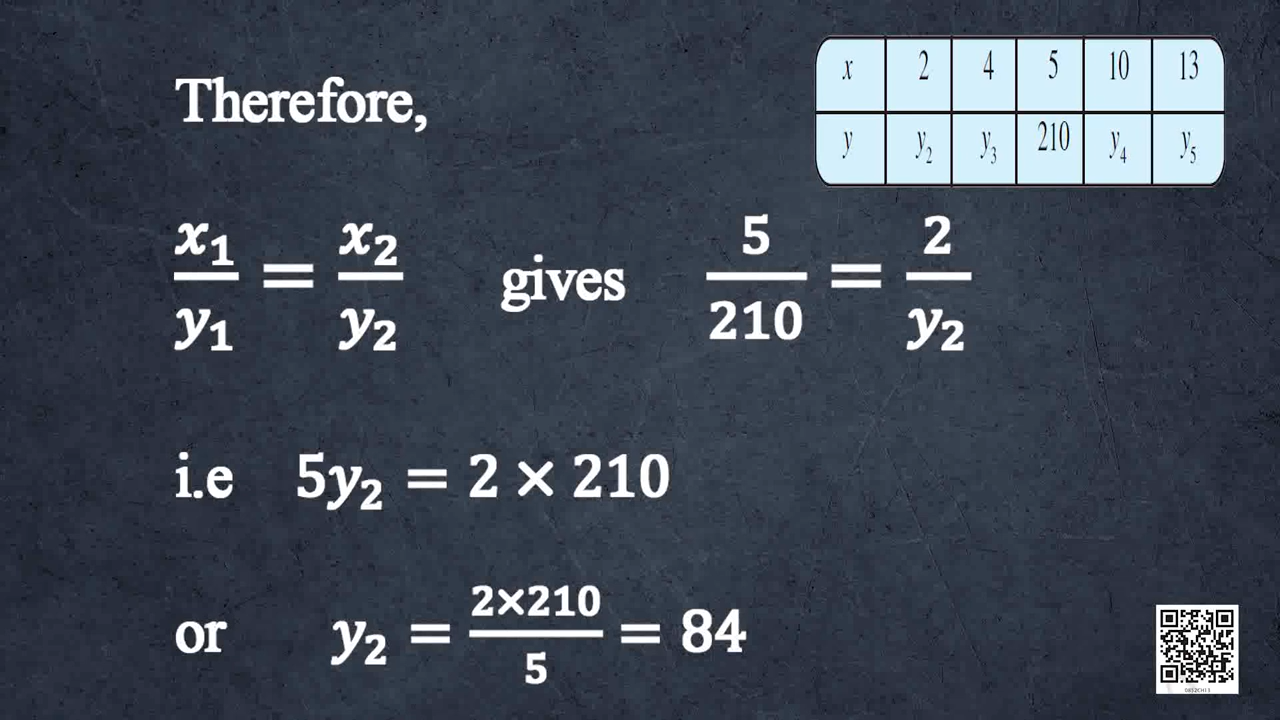 Therefore,
x 2 4 5 10 13
y y₂ y₃ 210 y₄ y₅
x₁/y₁ = x₂/y₂ gives 5/210 = 2/y₂
i.e 5y₂ = 2 × 210
or y₂ = 2×210/5 = 84